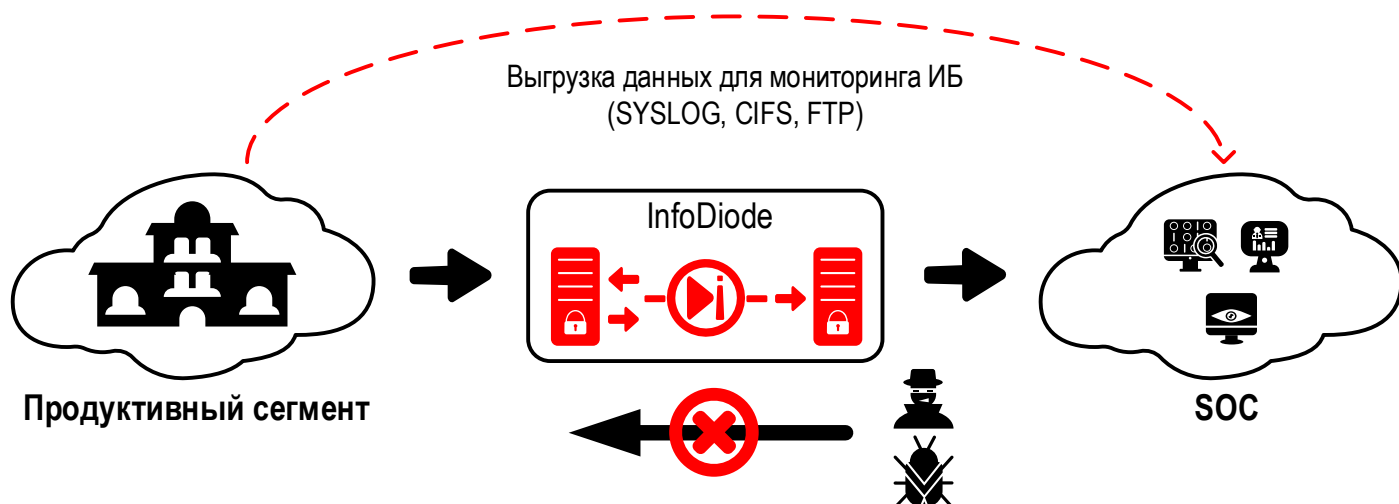 Выгрузка данных для мониторинга ИБ
(SYSLOG, CIFS, FTP)
InfoDiode
Продуктивный сегмент
SOC